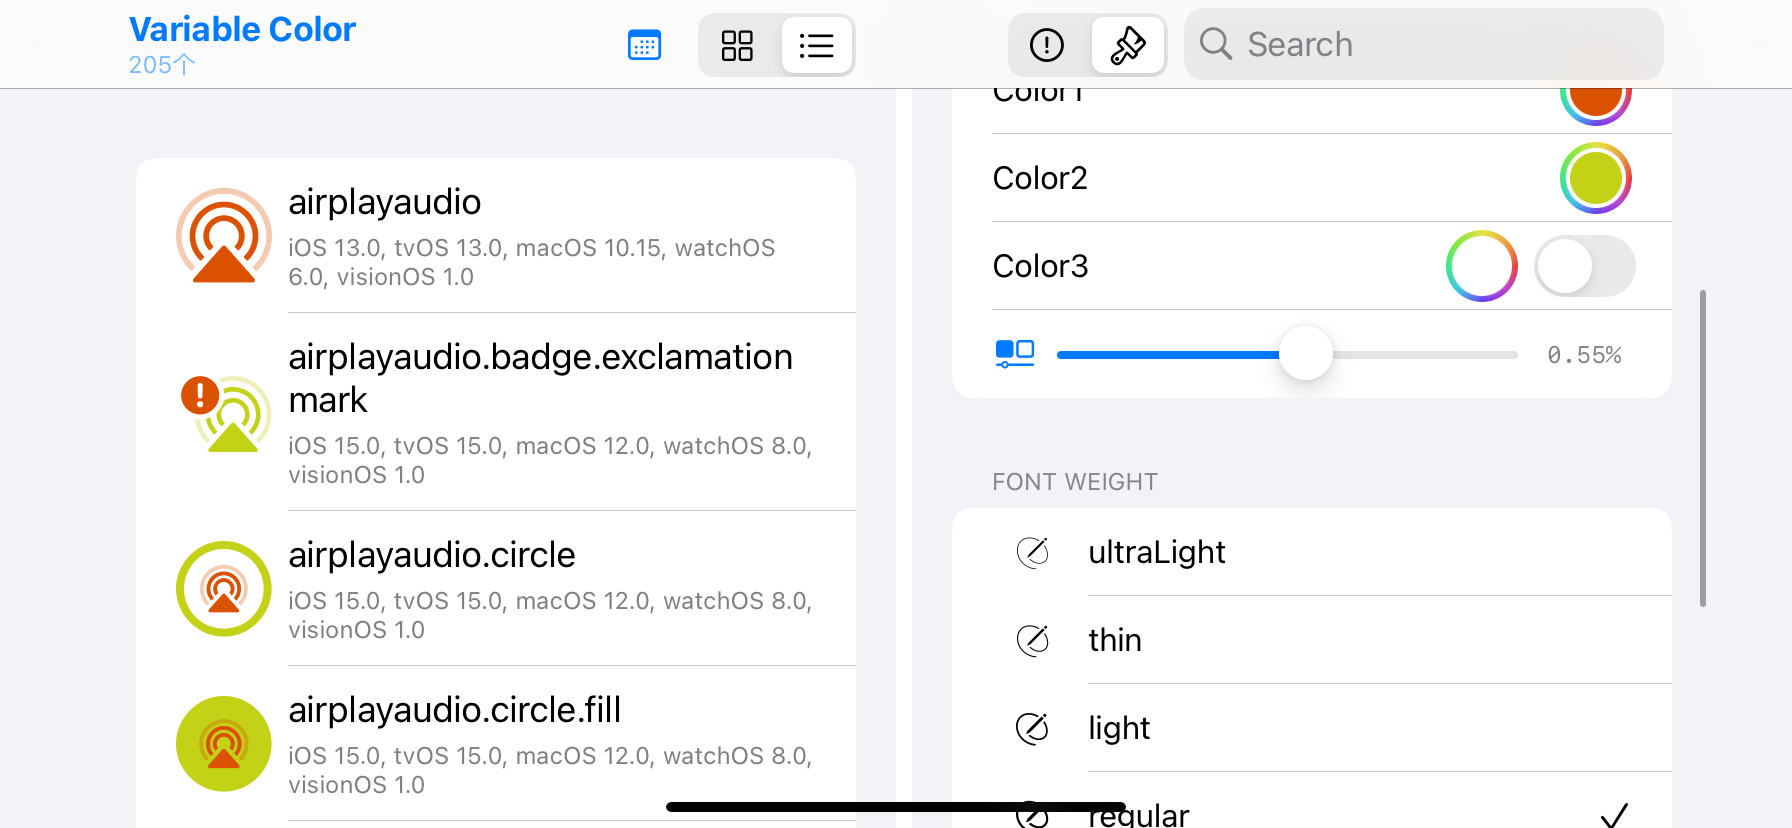 Variable Color
205个
Search
airplayaudio
iOS 13.0, tvOS 13.0, macOS 10.15, watchOS
6.0, visionOS 1.0
airplayaudio.badge.exclamation
mark
iOS 15.0, tvOS 15.0, macOS 12.0, watchOS 8.0,
visionOS 1.0
airplayaudio.circle
iOS 15.0, tvOS 15.0, macOS 12.0, watchOS 8.0,
visionOS 1.0
airplayaudio.circle.fill
iOS 15.0, tvOS 15.0, macOS 12.0, watchOS 8.0,
visionOS 1.0
Color1
Color2
Color3
0.55%
FONT WEIGHT
ultraLight
thin
light
regular